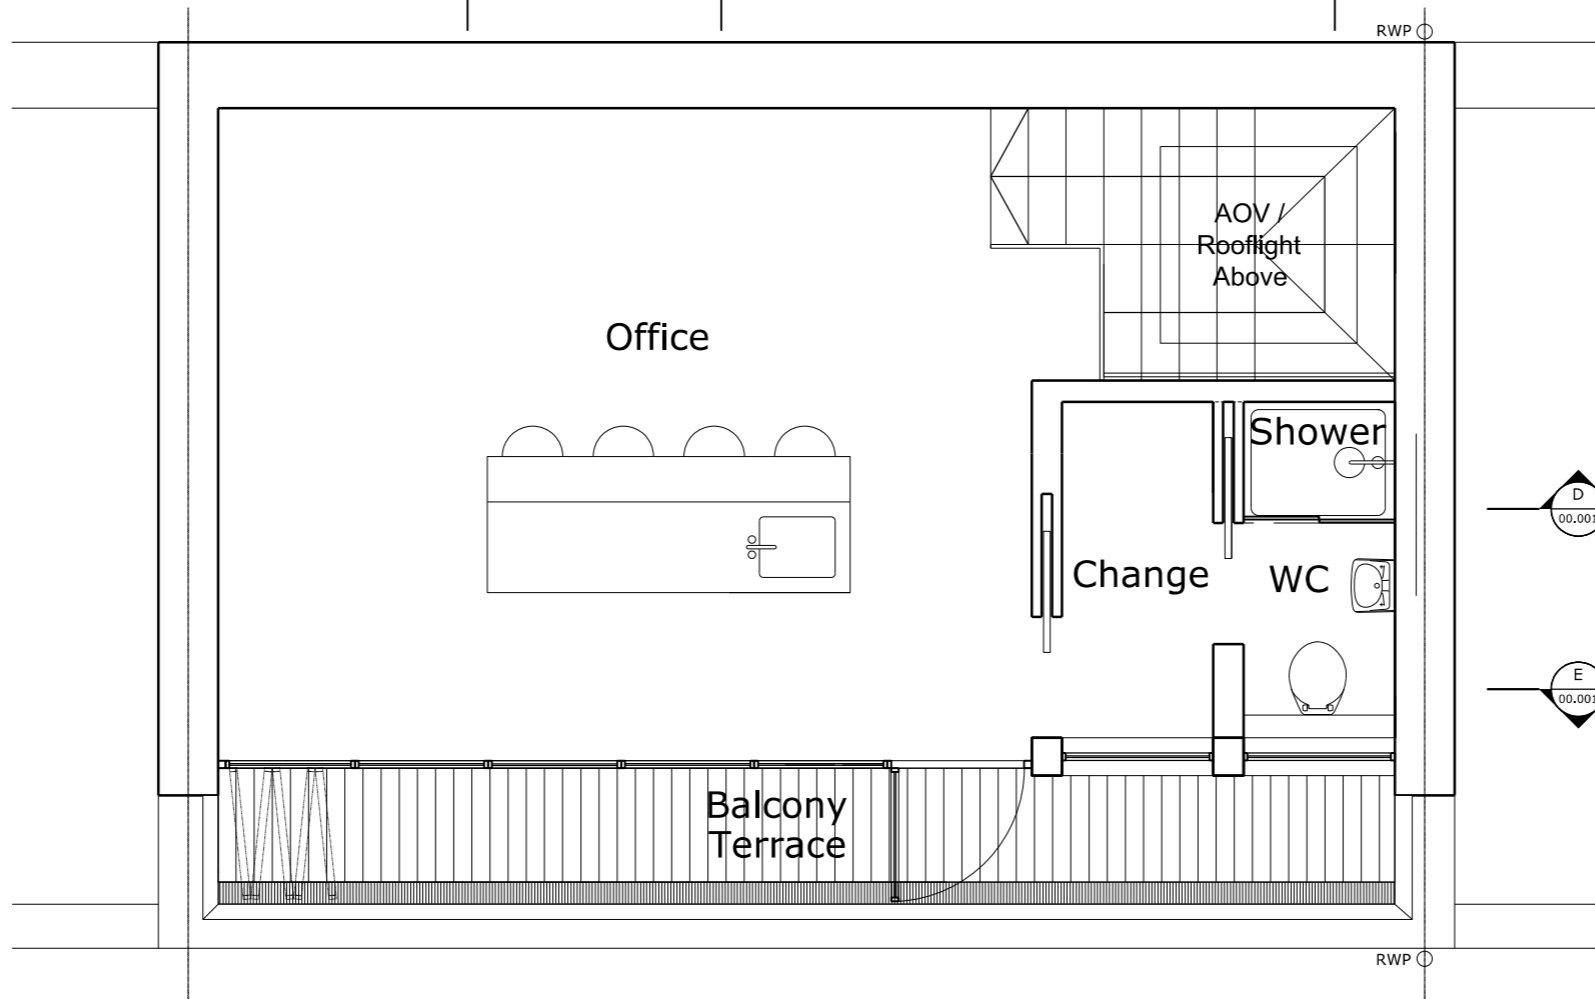 RWP
AOV /
Rooflight
Above
Office
Shower
D
00.001
Change
WC
E
00.001
Balcony
Terrace
RWP